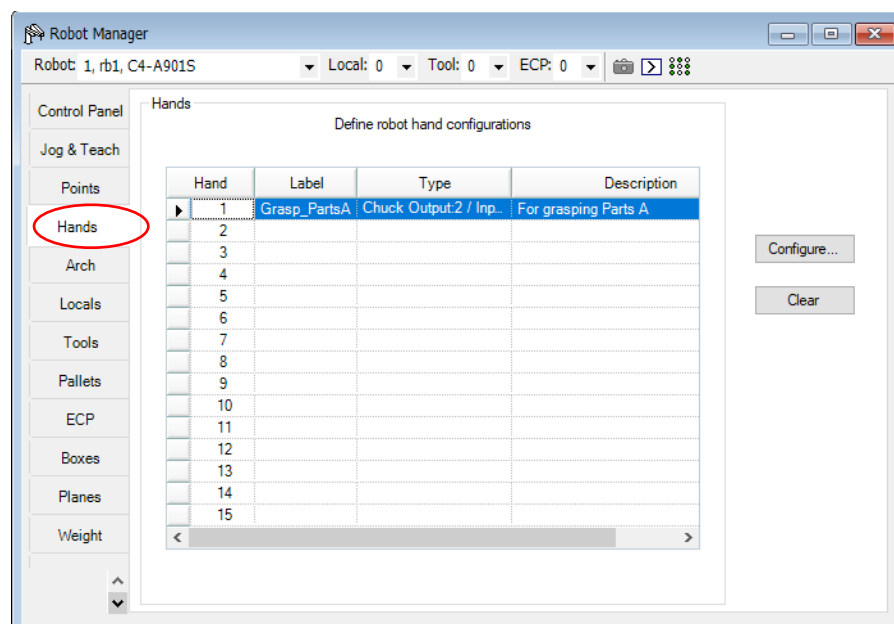 Robot Manager
Robot: 1, rb1, C4-A901S Local: 0 Tool: 0 ECP: 0
Control Panel
Jog & Teach
Points
Hands
Arch
Locals
Tools
Pallets
ECP
Boxes
Planes
Weight
Hands
Define robot hand configurations
Hand Label Type Description
1 Grasp_PartsA Chuck Output:2 / Inp... For grasping Parts A
2
3
4
5
6
7
8
9
10
11
12
13
14
15
Configure...
Clear